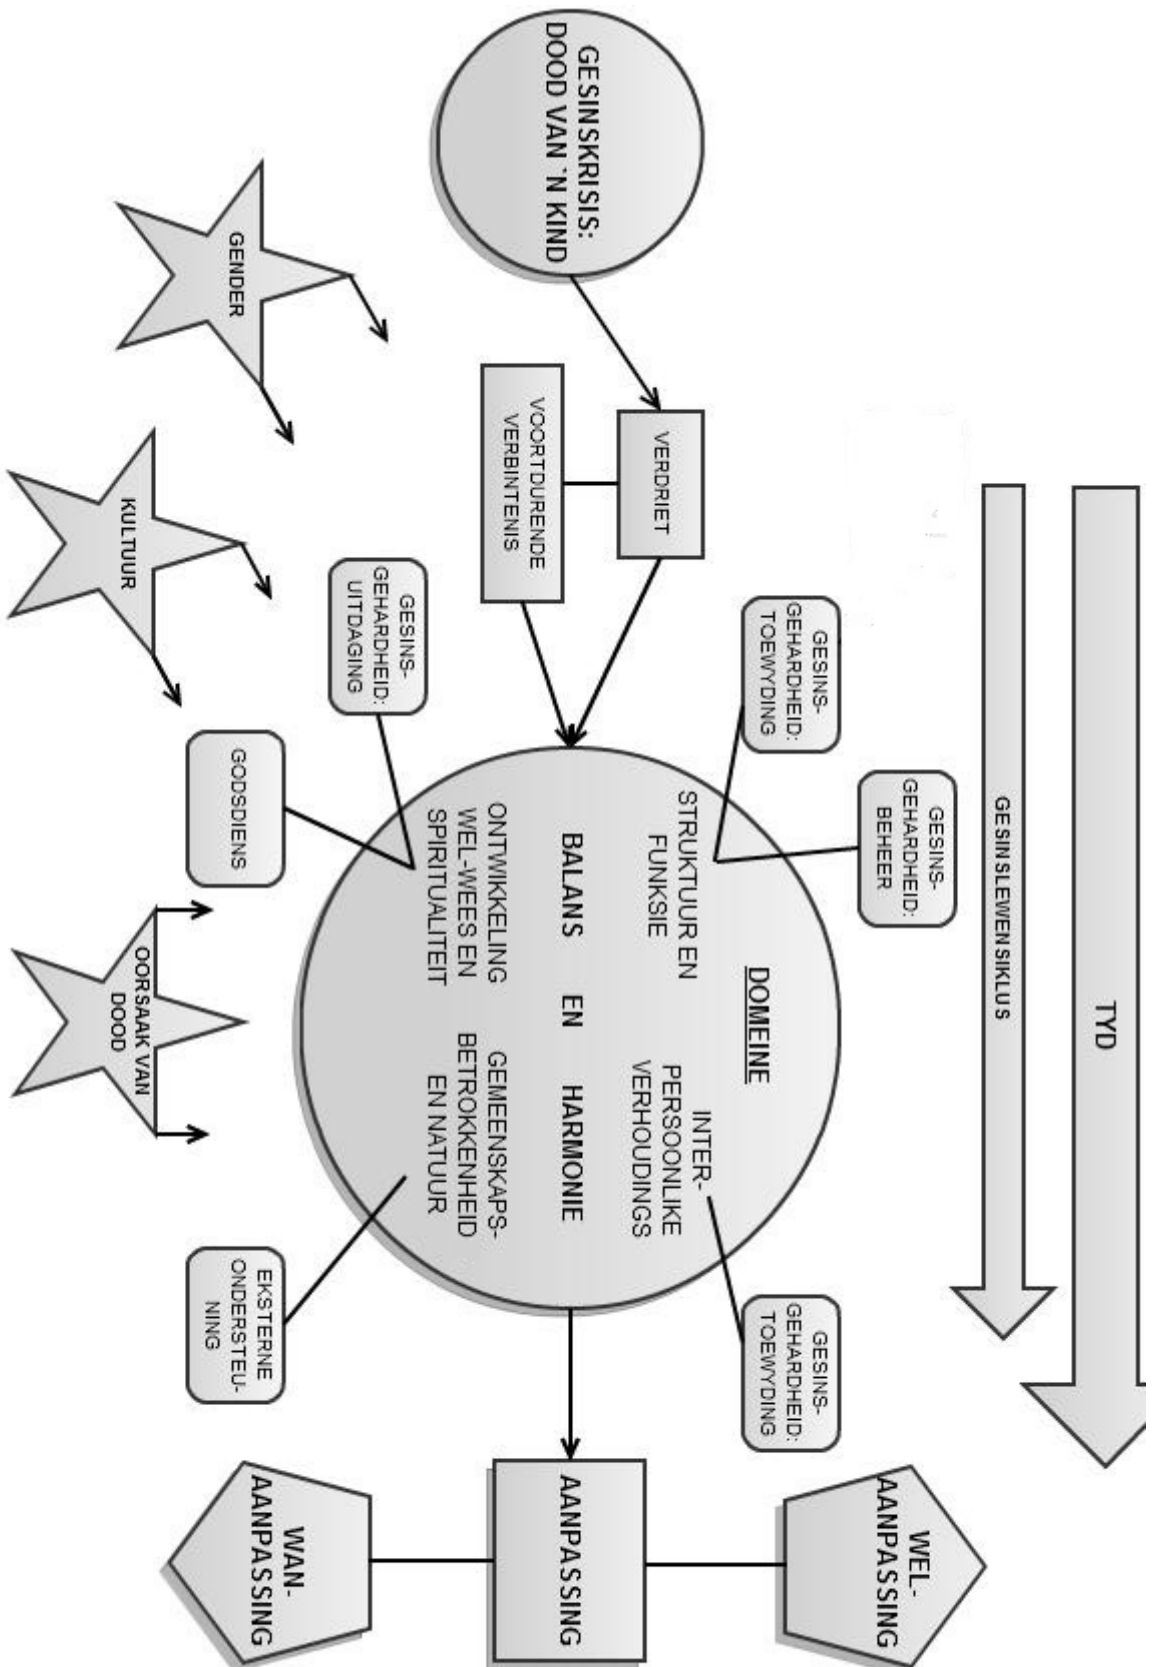 TYD
GESINSLEWENSIKLUS
GESINSKRISIS:
DOOD VAN `N KIND
VERDRIET
VOORTDURENDE
VERBINTENIS
GESINS-
GEHARDHEID:
TOEWYDING
GESINS-
GEHARDHEID:
BEHEER
GESINS-
GEHARDHEID:
TOEWYDING
DOMEINE
STRUKTUUR EN
FUNKSIE
INTER-
PERSOONLIKE
VERHOUDINGS
BALANS EN HARMONIE
ONTWIKKELING
WEL-WEES EN
SPIRITUALITEIT
GEMEENSKAPS-
BETROKKENHEID
EN NATUUR
GESINS-
GEHARDHEID:
UITDAGING
GODSDIENS
EKSTERNE
ONDERSTEU-
NING
WEL-
AANPASSING
AANPASSING
WAN-
AANPASSING
GENDER
KULTUUR
OORSAAK VAN
DOOD